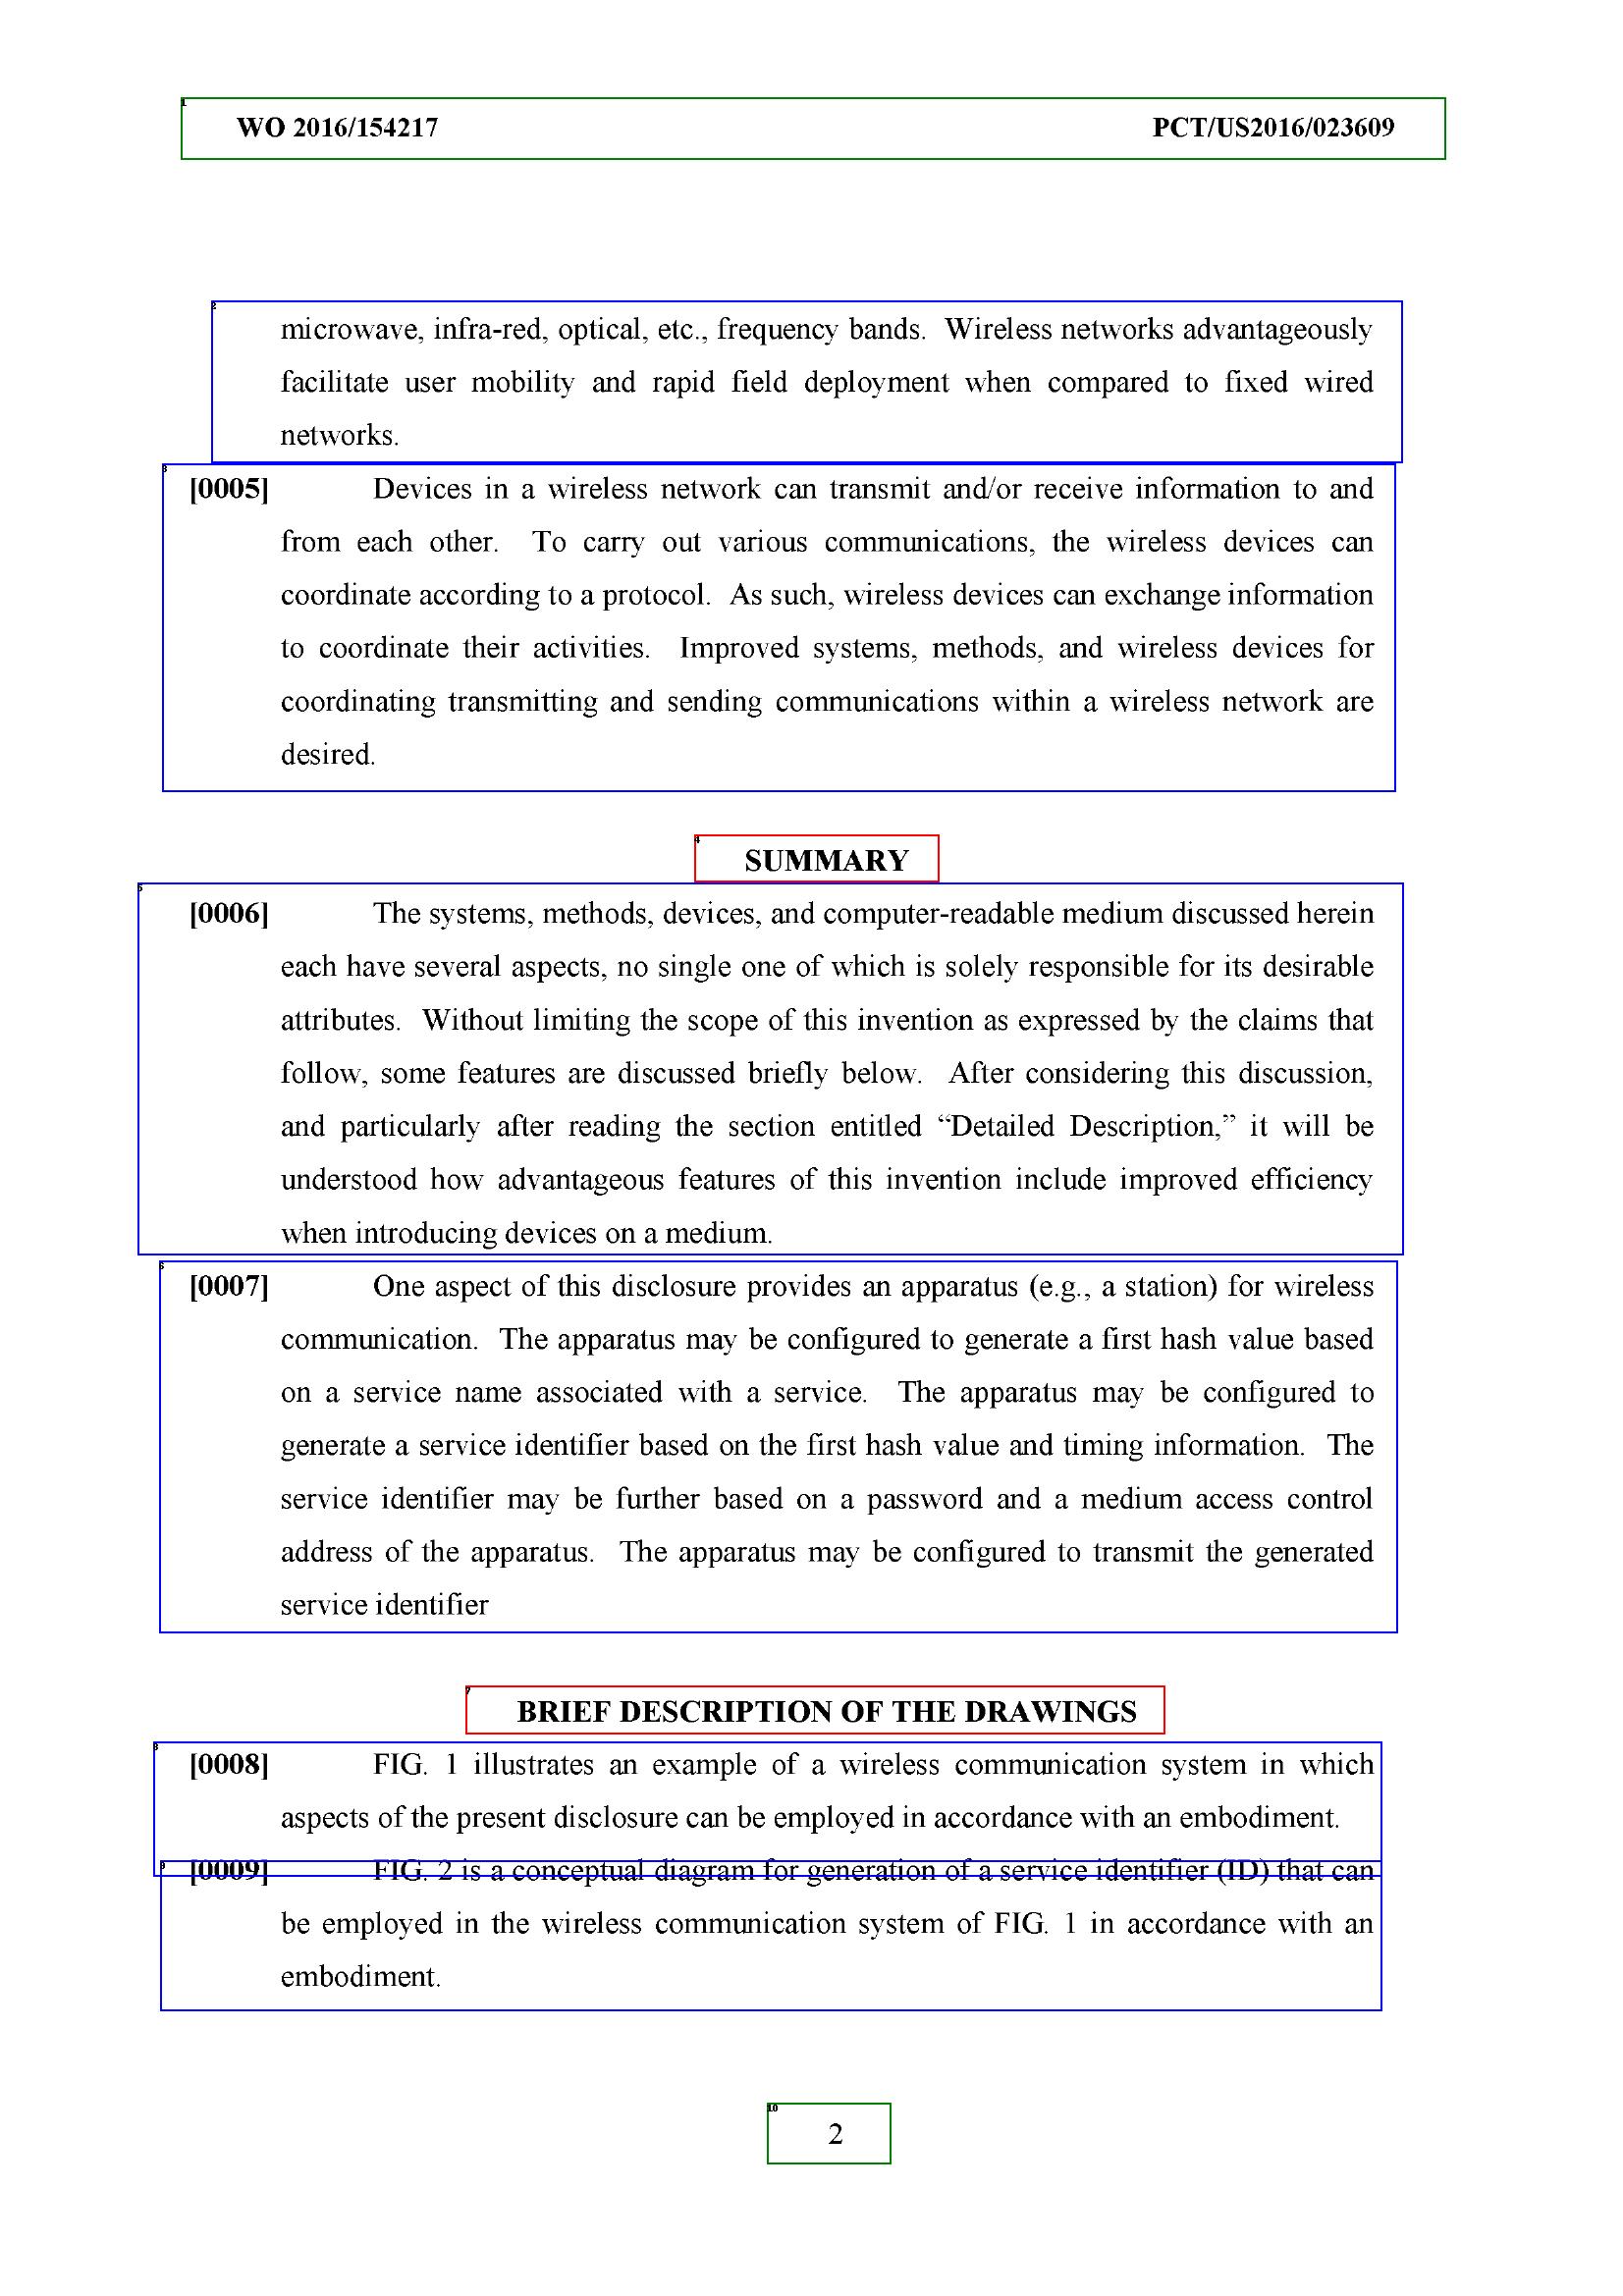 WO 2016/154217 PCT/US2016/023609
microwave, infra-red, optical, etc., frequency bands. Wireless networks advantageously
facilitate user mobility and rapid field deployment when compared to fixed wired
networks.
[0005] Devices in a wireless network can transmit and/or receive information to and
from each other. To carry out various communications, the wireless devices can
coordinate according to a protocol. As such, wireless devices can exchange information
to coordinate their activities. Improved systems, methods, and wireless devices for
coordinating transmitting and sending communications within a wireless network are
desired.
SUMMARY
[0006] The systems, methods, devices, and computer-readable medium discussed herein
each have several aspects, no single one of which is solely responsible for its desirable
attributes. Without limiting the scope of this invention as expressed by the claims that
follow, some features are discussed briefly below. After considering this discussion,
and particularly after reading the section entitled “Detailed Description,” it will be
understood how advantageous features of this invention include improved efficiency
when introducing devices on a medium.
[0007] One aspect of this disclosure provides an apparatus (e.g., a station) for wireless
communication. The apparatus may be configured to generate a first hash value based
on a service name associated with a service. The apparatus may be configured to
generate a service identifier based on the first hash value and timing information. The
service identifier may be further based on a password and a medium access control
address of the apparatus. The apparatus may be configured to transmit the generated
service identifier
BRIEF DESCRIPTION OF THE DRAWINGS
[0008] FIG. 1 illustrates an example of a wireless communication system in which
aspects of the present disclosure can be employed in accordance with an embodiment.
[0009] FIG. 2 is a conceptual diagram for generation of a service identifier (ID) that can
be employed in the wireless communication system of FIG. 1 in accordance with an
embodiment.
2